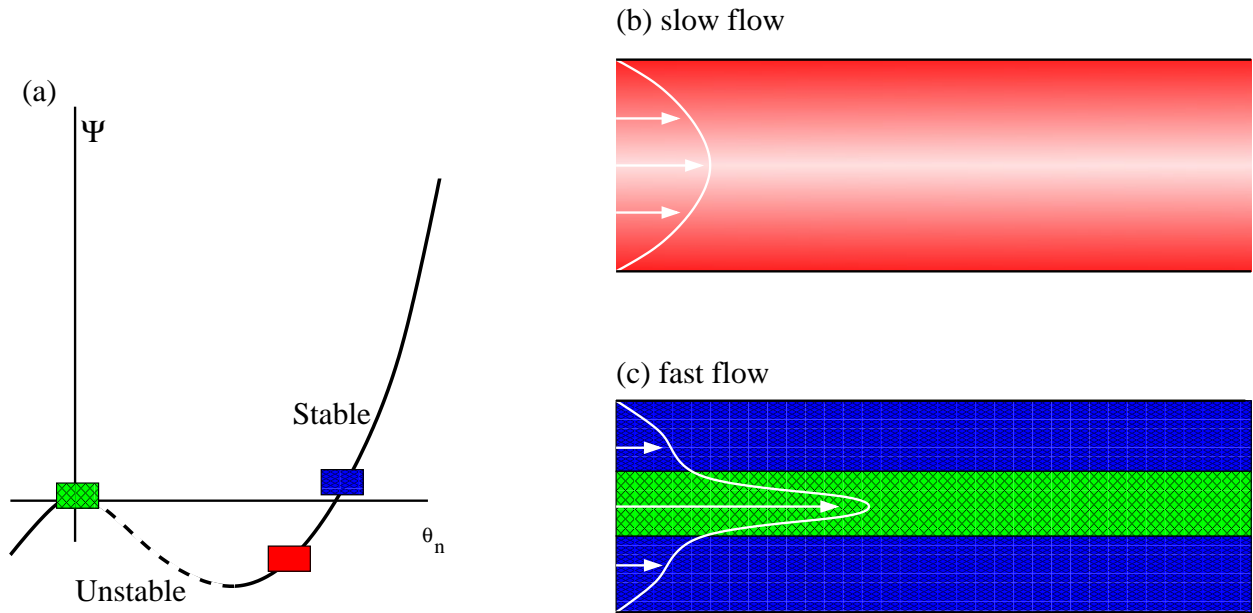 (a)
Ψ
Stable
θn
Unstable
(b) slow flow
(c) fast flow